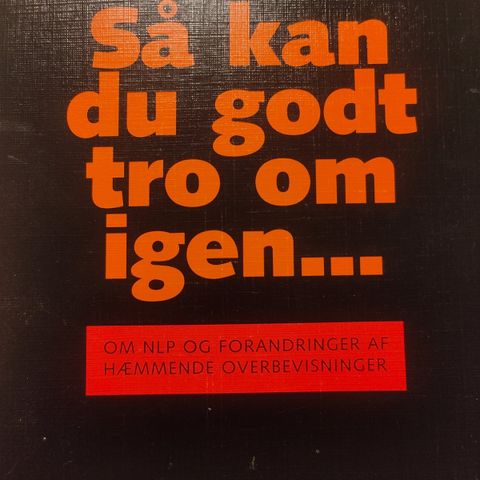 Så kan
du godt
tro om
igen...
OM NLP OG FORANDRINGER AF
HÆMMENDE OVERBEVISNINGER